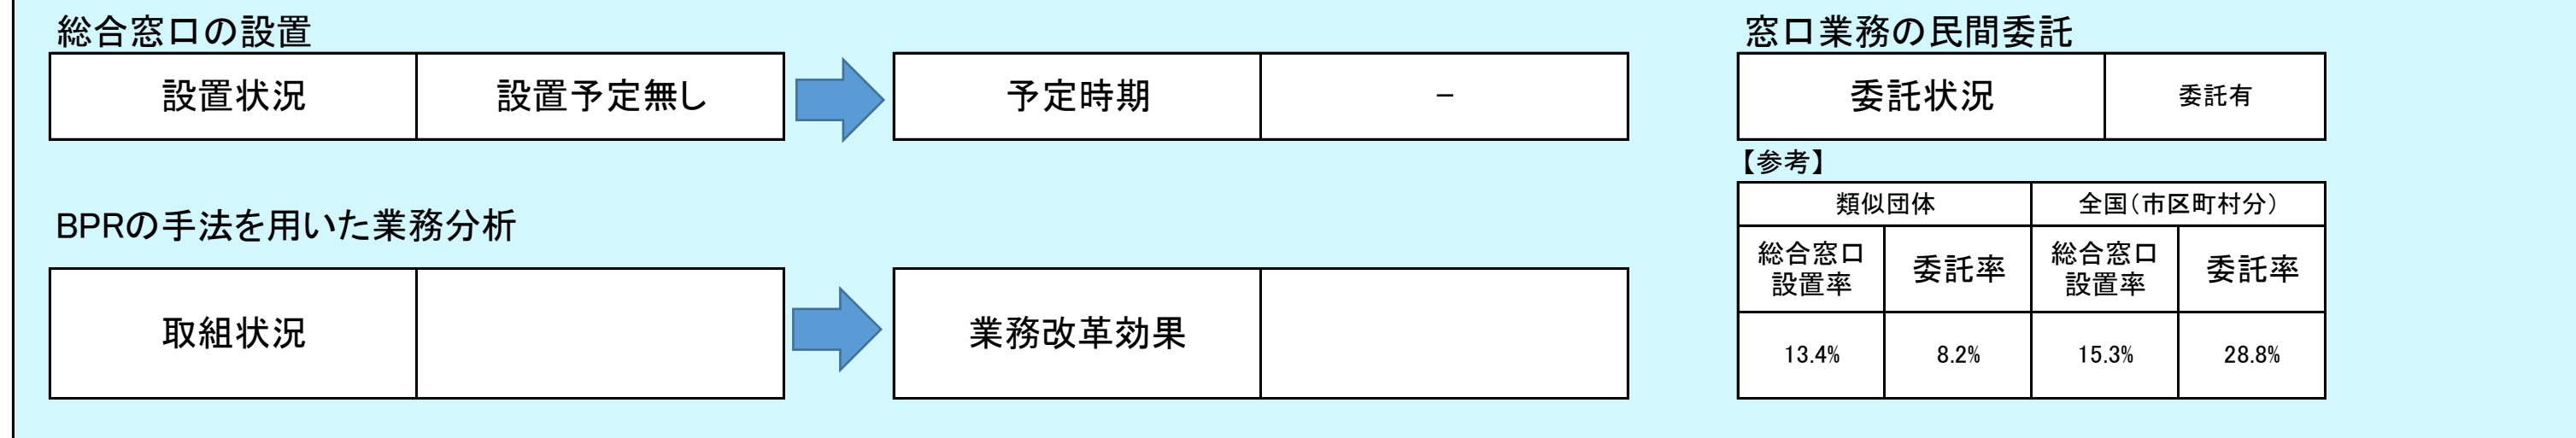 総合窓口の設置
設置状況 設置予定無し 予定時期 －
BPRの手法を用いた業務分析
取組状況 業務改革効果
窓口業務の民間委託
委託状況 委託有
【参考】
類似団体 全国（市区町村分）
総合窓口
設置率
委託率
総合窓口
設置率
委託率
13.4% 8.2% 15.3% 28.8%